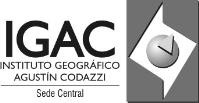 IGAC
INSTITUTO GEOGRÁFICO
AGUSTÍN CODAZZI
Sede Central